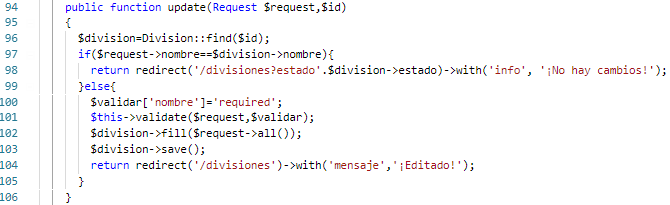 94 public function update(Request $request,$id)
95 {
96 $division=Division::find($id);
97 if($request->nombre==$division->nombre){
98 return redirect('/divisiones?estado'.$division->estado)->with('info', '¡No hay cambios!');
99 }else{
100 $validar['nombre']='required';
101 $this->validate($request,$validar);
102 $division->fill($request->all());
103 $division->save();
104 return redirect('/divisiones')->with('mensaje','¡Editado!');
105 }
106 }